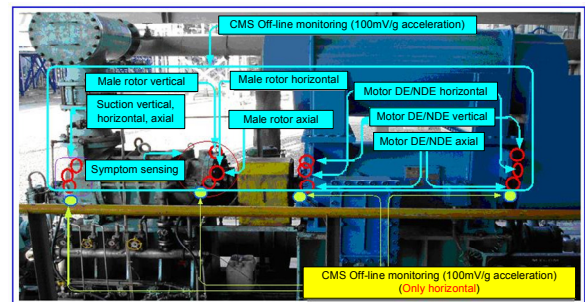 CMS Off-line monitoring (100mV/g acceleration)
Male rotor vertical
Male rotor horizontal
Suction vertical,
horizontal, axial
Motor DE/NDE horizontal
Male rotor axial
Motor DE/NDE vertical
Motor DE/NDE axial
Symptom sensing
CMS Off-line monitoring (100mV/g acceleration)
(Only horizontal)